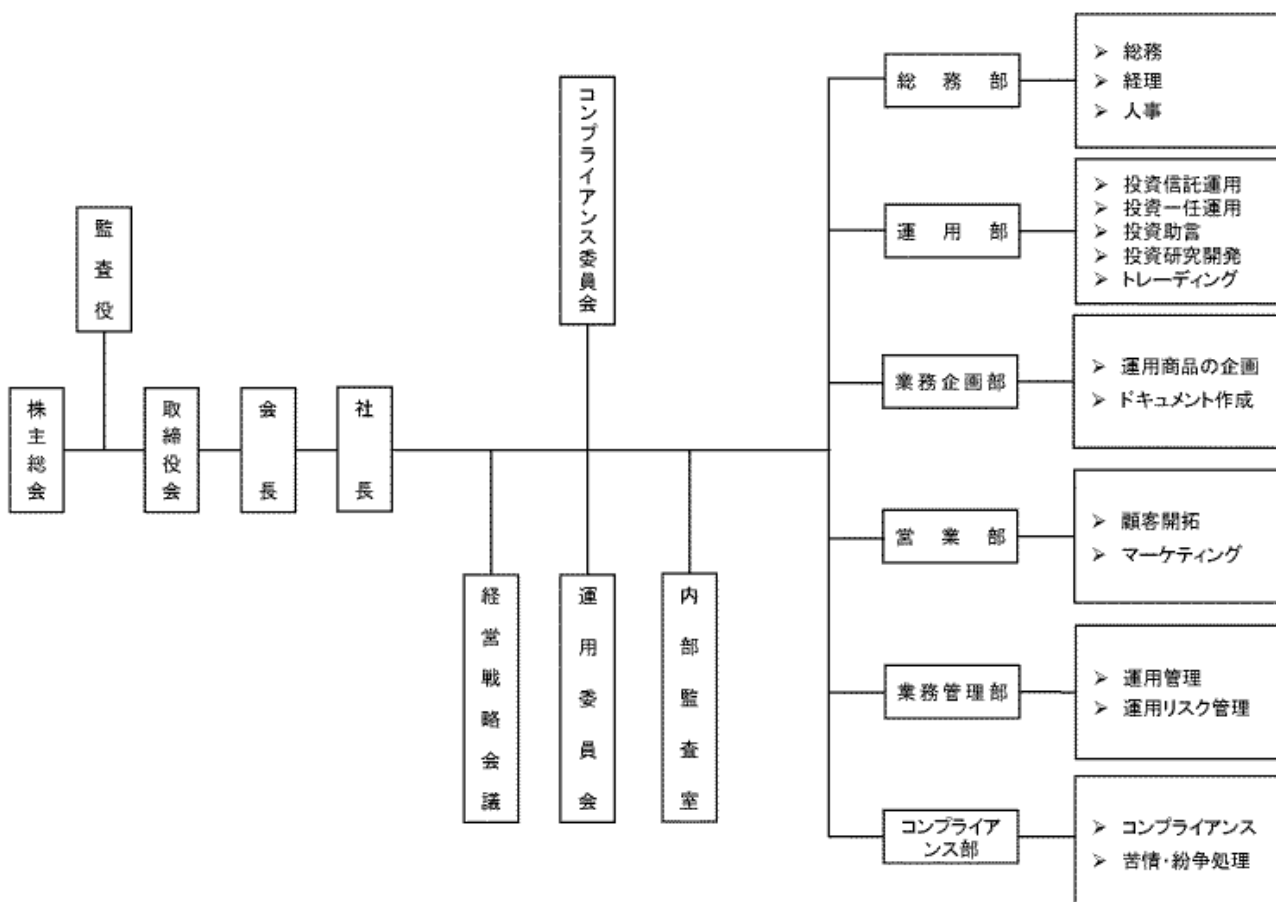 株主総会
監査役
取締役会
会長
社長
コンプライアンス委員会
経営戦略会議
運用委員会
内部監査室
総務部
➢ 総務
➢ 経理
➢ 人事
運用部
➢ 投資信託運用
➢ 投資一任運用
➢ 投資助言
➢ 投資研究開発
➢ トレーディング
業務企画部
➢ 運用商品の企画
➢ ドキュメント作成
営業部
➢ 顧客開拓
➢ マーケティング
業務管理部
➢ 運用管理
➢ 運用リスク管理
コンプライア
ンス部
➢ コンプライアンス
➢ 苦情・紛争処理